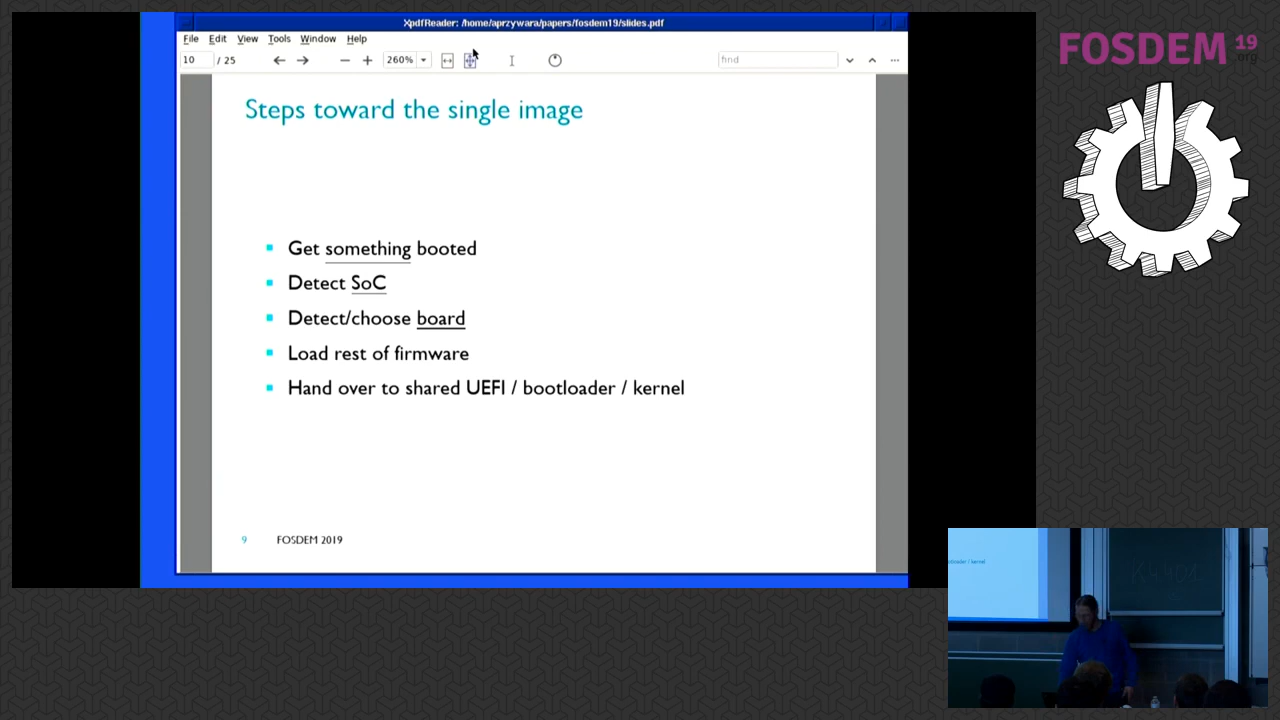 XpdfReader: /home/aprzywara/papers/fosdem19/slides.pdf
File Edit View Tools Window Help
10 / 25 260% find
Steps toward the single image
Get something booted
Detect SoC
Detect/choose board
Load rest of firmware
Hand over to shared UEFI / bootloader / kernel
9 FOSDEM 2019
FOSDEM 19
.org